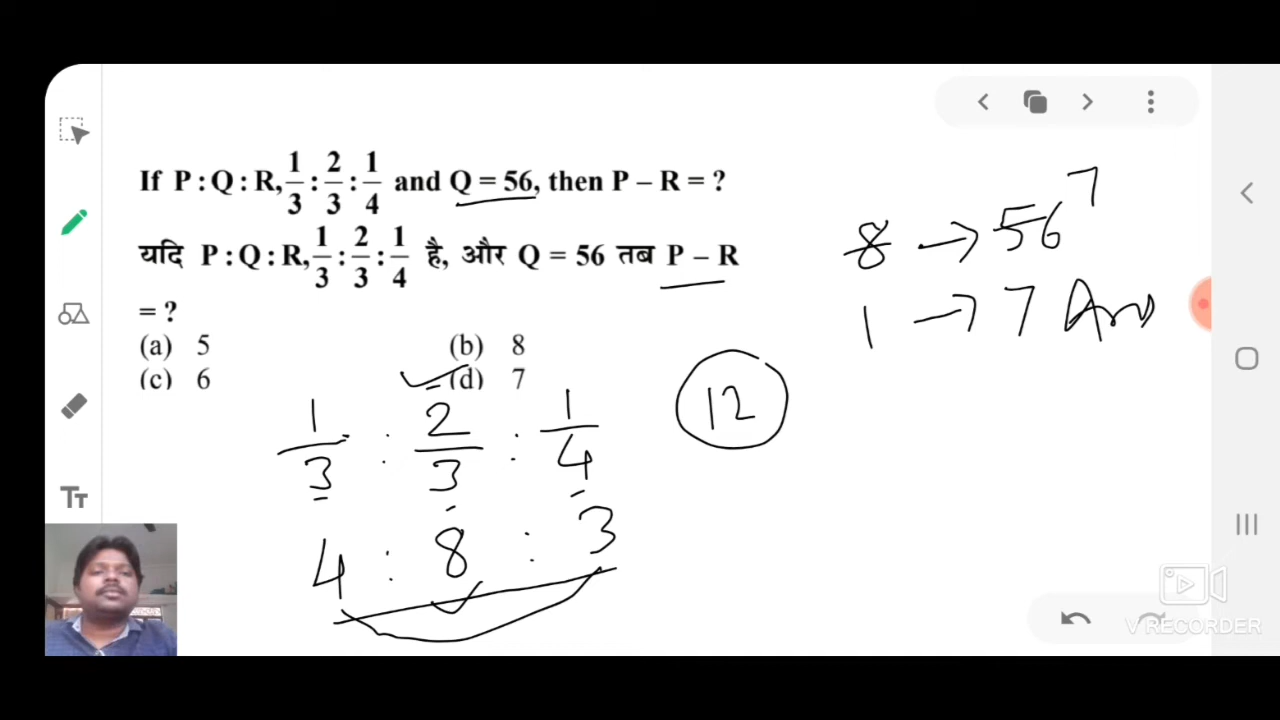 If P : Q : R, 1/3 : 2/3 : 1/4 and Q = 56, then P – R = ?
यदि P : Q : R, 1/3 : 2/3 : 1/4 है, और Q = 56 तब P – R
= ?
(a) 5 (b) 8
(c) 6 (d) 7
1/3 : 2/3 : 1/4
4 : 8 : 3
12
8 → 56 7
1 → 7 Ans
TT
V RECORDER